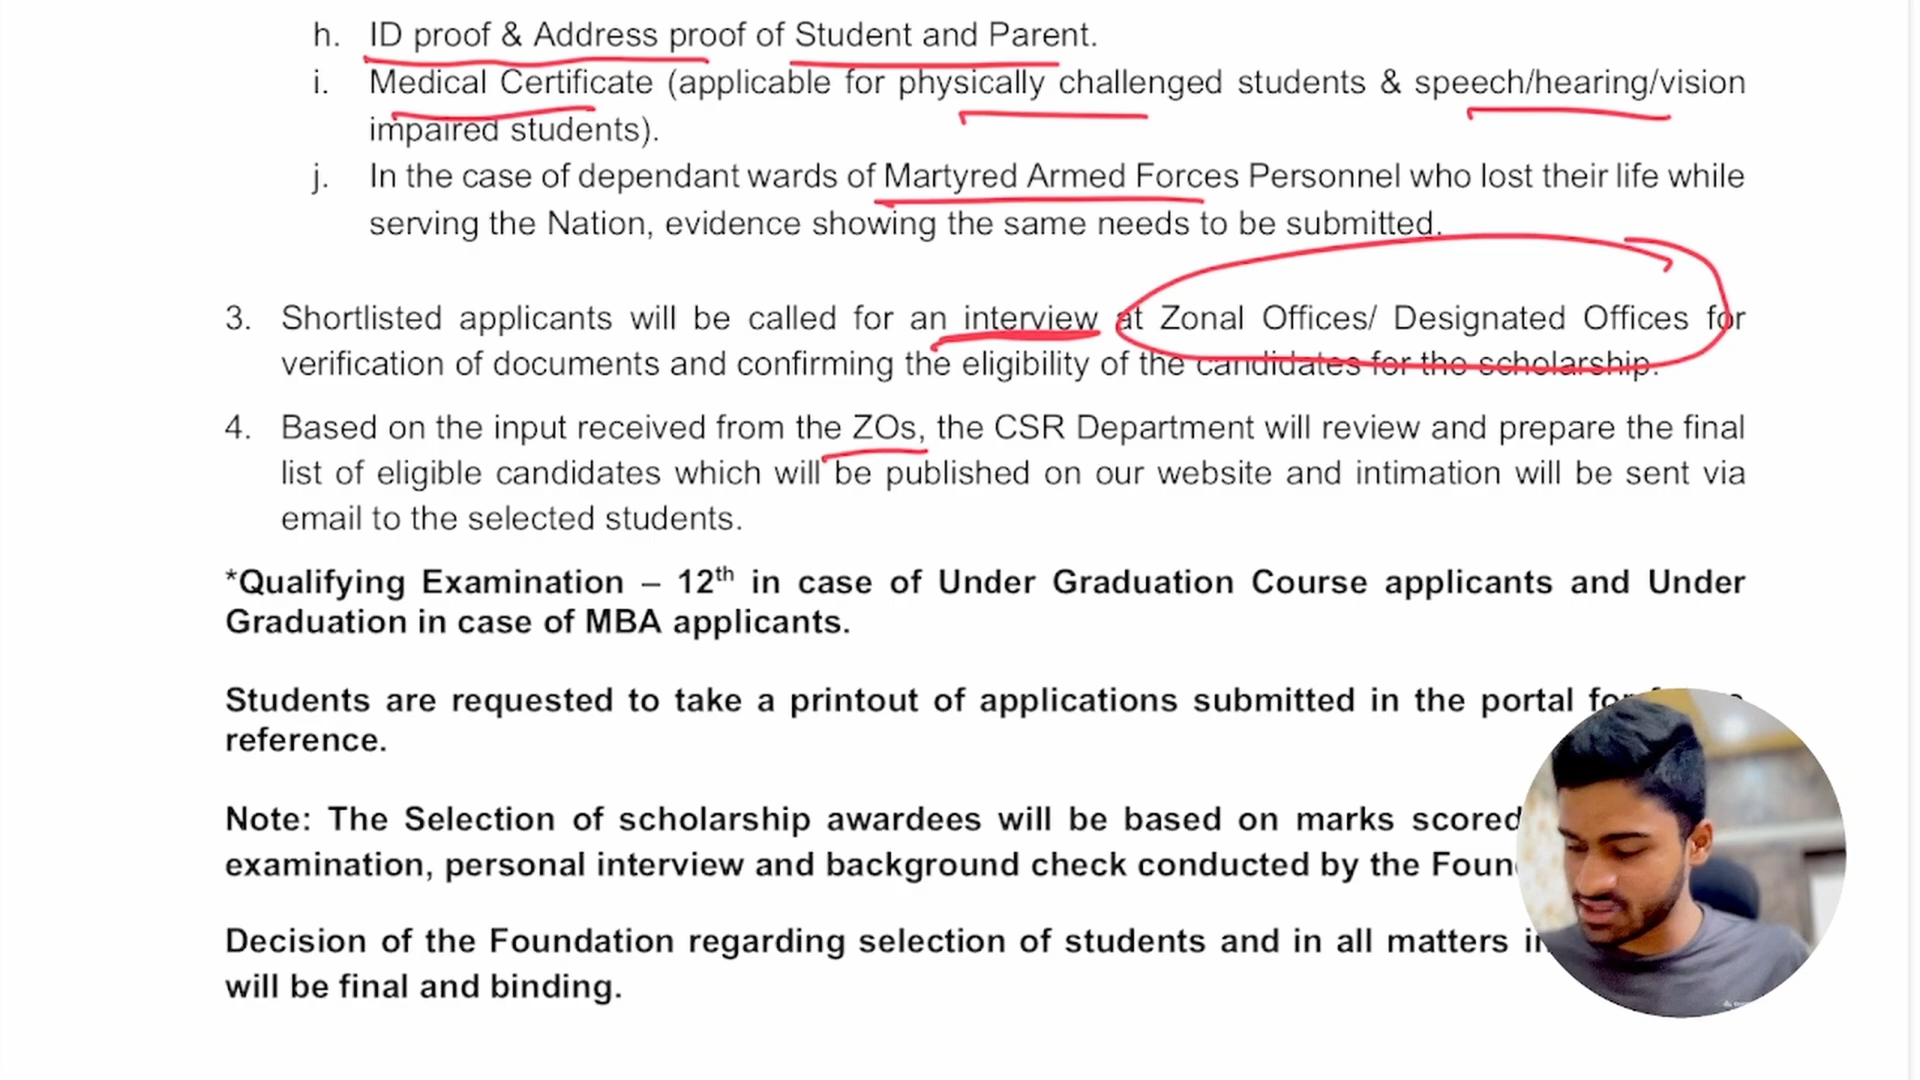 h. ID proof & Address proof of Student and Parent.
i. Medical Certificate (applicable for physically challenged students & speech/hearing/vision
impaired students).
j. In the case of dependant wards of Martyred Armed Forces Personnel who lost their life while
serving the Nation, evidence showing the same needs to be submitted.
3. Shortlisted applicants will be called for an interview at Zonal Offices/ Designated Offices for
verification of documents and confirming the eligibility of the candidates for the scholarship.
4. Based on the input received from the ZOs, the CSR Department will review and prepare the final
list of eligible candidates which will be published on our website and intimation will be sent via
email to the selected students.
*Qualifying Examination – 12th in case of Under Graduation Course applicants and Under
Graduation in case of MBA applicants.
Students are requested to take a printout of applications submitted in the portal
reference.
Note: The Selection of scholarship awardees will be based on marks scored
examination, personal interview and background check conducted by the
Decision of the Foundation regarding selection of students and in all matters
will be final and binding.